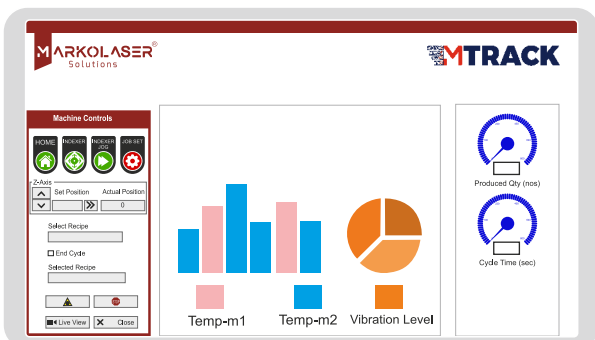 MARKOLASER®
Solutions
MTRACK
Machine Controls
HOME
INDEXER
INDEXER JOG
JOB SET
Z-Axis
Set Position
Actual Position
0
Select Recipe
End Cycle
Selected Recipe
Live View
Close
Temp-m1
Temp-m2
Vibration Level
Produced Qty (nos)
Cycle Time (sec)